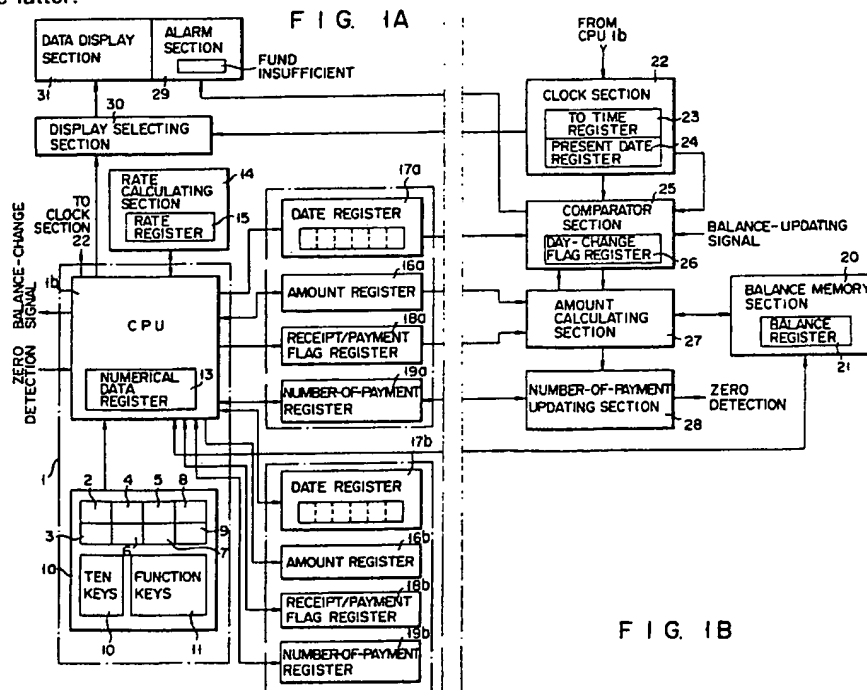 e latter.
F I G. 1A
DATA DISPLAY
SECTION
31
ALARM
SECTION
29
FUND
INSUFFICIENT
30
DISPLAY SELECTING
SECTION
TO
CLOCK
SECTION
22
14
RATE
CALCULATING
SECTION
15
RATE
REGISTER
BALANCE-CHANGE
SIGNAL
ZERO
DETECTION
1b
CPU
13
NUMERICAL
DATA
REGISTER
1
2
4
5
8
3
6
7
9
10
TEN
KEYS
FUNCTION
KEYS
10
11
17a
DATE REGISTER
16a
AMOUNT REGISTER
18a
RECEIPT/PAYMENT
FLAG REGISTER
19a
NUMBER-OF-PAYMENT
REGISTER
17b
DATE REGISTER
16b
AMOUNT REGISTER
18b
RECEIPT/PAYMENT
FLAG REGISTER
19b
NUMBER-OF-PAYMENT
REGISTER
FROM
CPU 1b
22
CLOCK SECTION
TO TIME
REGISTER
23
PRESENT DATE
REGISTER
24
25
COMPARATOR
SECTION
DAY-CHANGE
FLAG REGISTER
26
BALANCE-UPDATING
SIGNAL
AMOUNT
CALCULATING
SECTION
27
20
BALANCE MEMORY
SECTION
BALANCE
REGISTER
21
NUMBER-OF-PAYMENT
UPDATING SECTION
28
ZERO
DETECTION
F I G. 1B